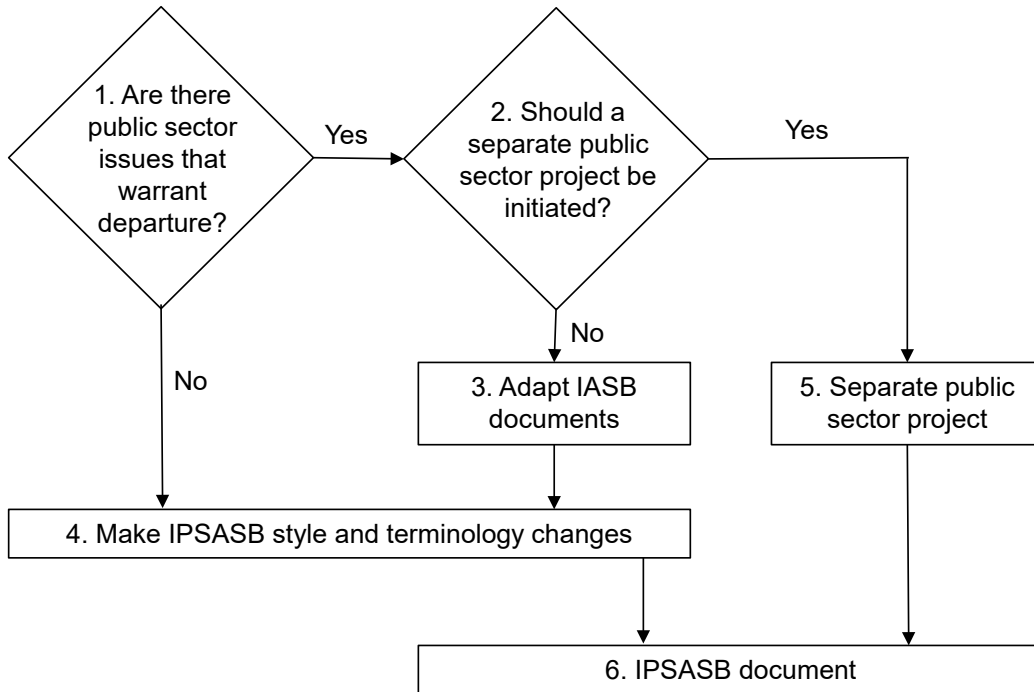 1. Are there
public sector
issues that
warrant
departure?
Yes
2. Should a
separate public
sector project be
initiated?
Yes
No
No
3. Adapt IASB
documents
5. Separate public
sector project
4. Make IPSASB style and terminology changes
6. IPSASB document